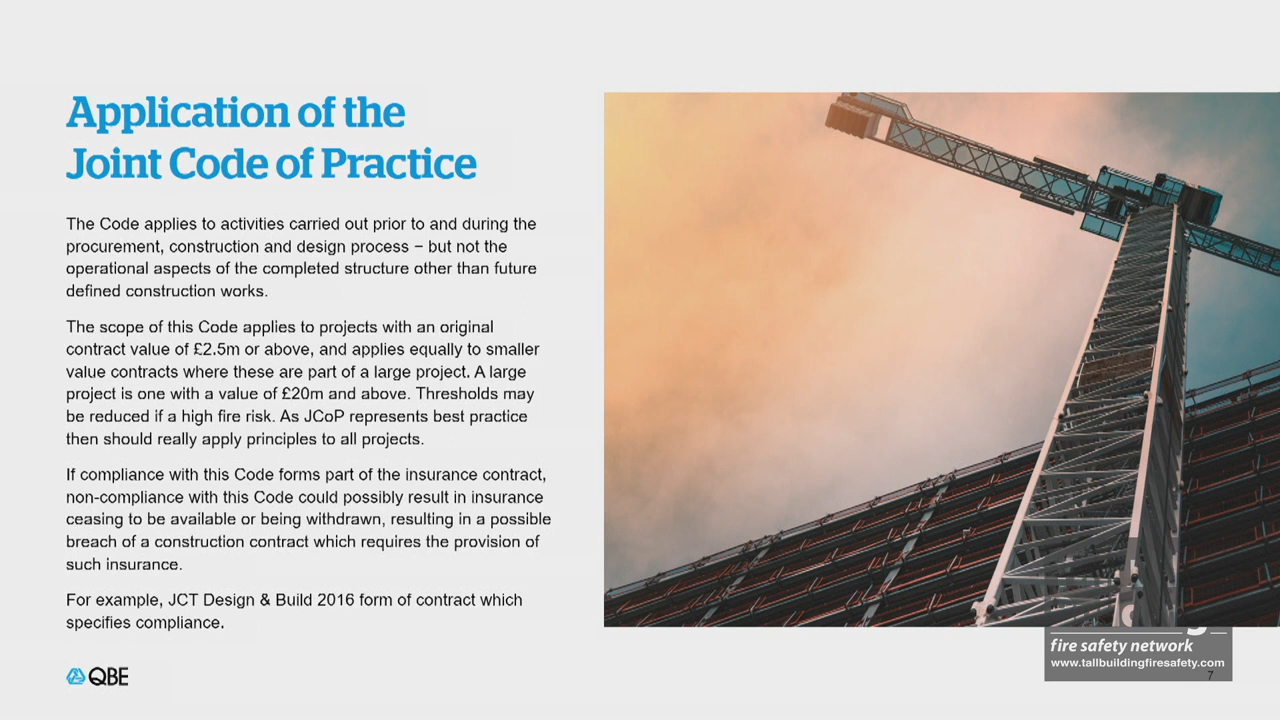 Application of the
Joint Code of Practice
The Code applies to activities carried out prior to and during the
procurement, construction and design process – but not the
operational aspects of the completed structure other than future
defined construction works.
The scope of this Code applies to projects with an original
contract value of £2.5m or above, and applies equally to smaller
value contracts where these are part of a large project. A large
project is one with a value of £20m and above. Thresholds may
be reduced if a high fire risk. As JCoP represents best practice
then should really apply principles to all projects.
If compliance with this Code forms part of the insurance contract,
non-compliance with this Code could possibly result in insurance
ceasing to be available or being withdrawn, resulting in a possible
breach of a construction contract which requires the provision of
such insurance.
For example, JCT Design & Build 2016 form of contract which
specifies compliance.
QBE
fire safety network
www.tallbuildingfiresafety.com
7